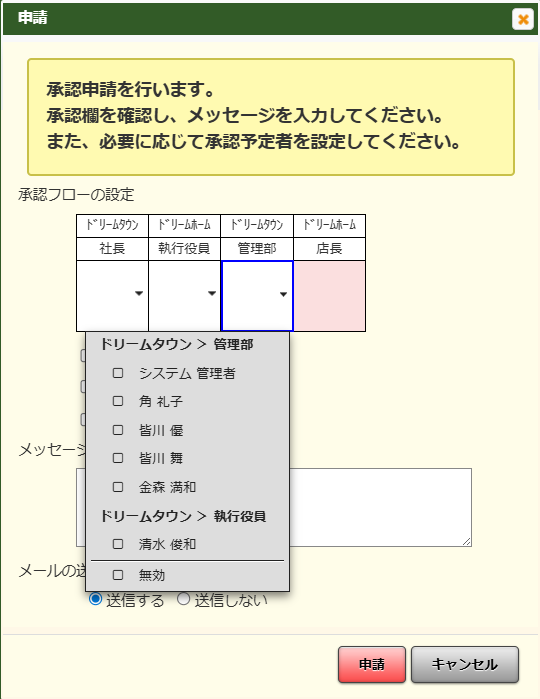 申請
承認申請を行います。
承認欄を確認し、メッセージを入力してください。
また、必要に応じて承認予定者を設定してください。
承認フローの設定
ﾄﾞﾘｰﾑﾀｳﾝ ﾄﾞﾘｰﾑﾎｰﾑ ﾄﾞﾘｰﾑﾀｳﾝ ﾄﾞﾘｰﾑﾎｰﾑ
社長 執行役員 管理部 店長
ドリームタウン > 管理部
システム 管理者
角 礼子
皆川 優
皆川 舞
金森 満和
ドリームタウン > 執行役員
清水 俊和
無効
メッセージ
メールの送
送信する 送信しない
申請 キャンセル